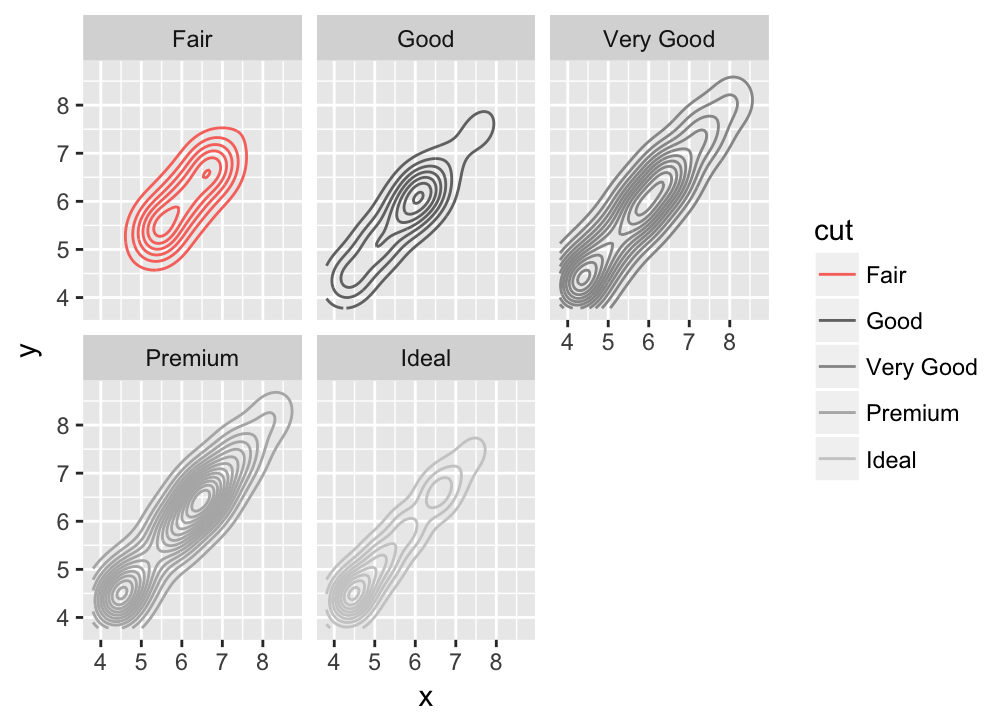 Fair
Good
Very Good
8
7
6
5
4
4 5 6 7 8
Premium
Ideal
8
7
6
5
4
4 5 6 7 8
4 5 6 7 8
x
y
cut
Fair
Good
Very Good
Premium
Ideal